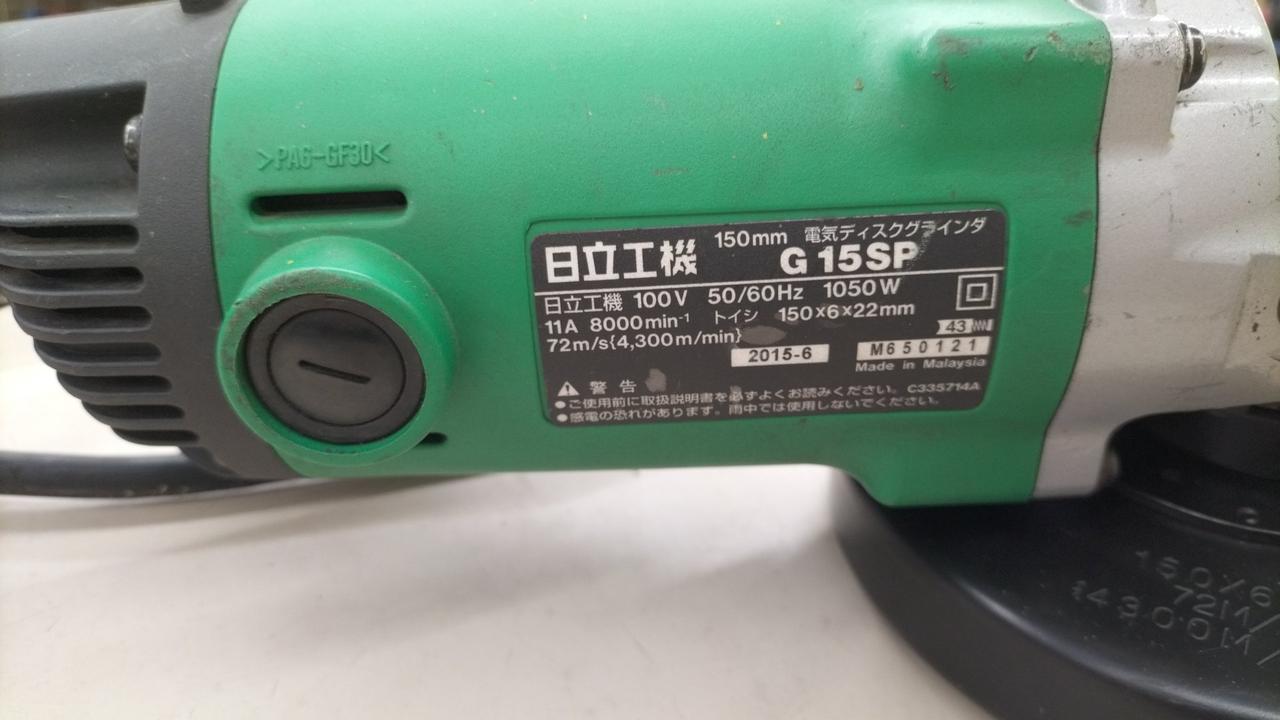 >PA6-GF30<
150mm 電気ディスクグラインダ
日立工機 G 15SP
日立工機 100V 50/60Hz 1050W
11A 8000min⁻¹ トイシ 150×6×22mm
72m/s{4,300m/min}
43
2015-6 M650121
Made in Malaysia
警告
●ご使用前に取扱説明書を必ずよくお読みください。 C335714A
●感電の恐れがあります。雨中では使用しないでください。
150X6
72M/
4300M/